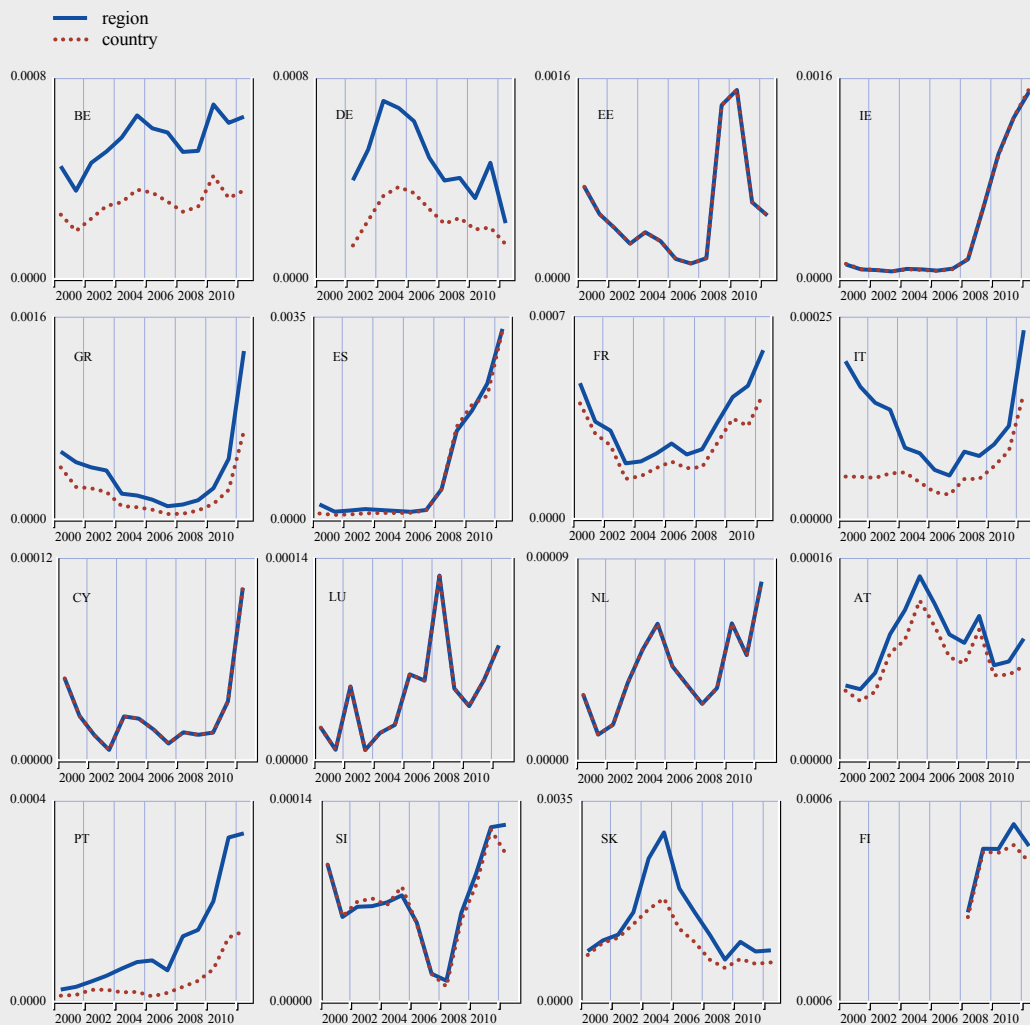 region
country
0.0008 0.0008 0.0016 0.0016
BE DE EE IE
0.0000 0.0000 0.0000 0.0000
2000 2002 2004 2006 2008 2010 2000 2002 2004 2006 2008 2010 2000 2002 2004 2006 2008 2010 2000 2002 2004 2006 2008 2010
0.0016 0.0035 0.0007 0.00025
GR ES FR IT
0.0000 0.0000 0.0000 0.00000
2000 2002 2004 2006 2008 2010 2000 2002 2004 2006 2008 2010 2000 2002 2004 2006 2008 2010 2000 2002 2004 2006 2008 2010
0.00012 0.00014 0.00009 0.00016
CY LU NL AT
0.00000 0.00000 0.00000 0.00000
2000 2002 2004 2006 2008 2010 2000 2002 2004 2006 2008 2010 2000 2002 2004 2006 2008 2010 2000 2002 2004 2006 2008 2010
0.0004 0.00014 0.0035 0.0006
PT SI SK FI
0.0000 0.00000 0.0000 0.0006
2000 2002 2004 2006 2008 2010 2000 2002 2004 2006 2008 2010 2000 2002 2004 2006 2008 2010 2000 2002 2004 2006 2008 2010